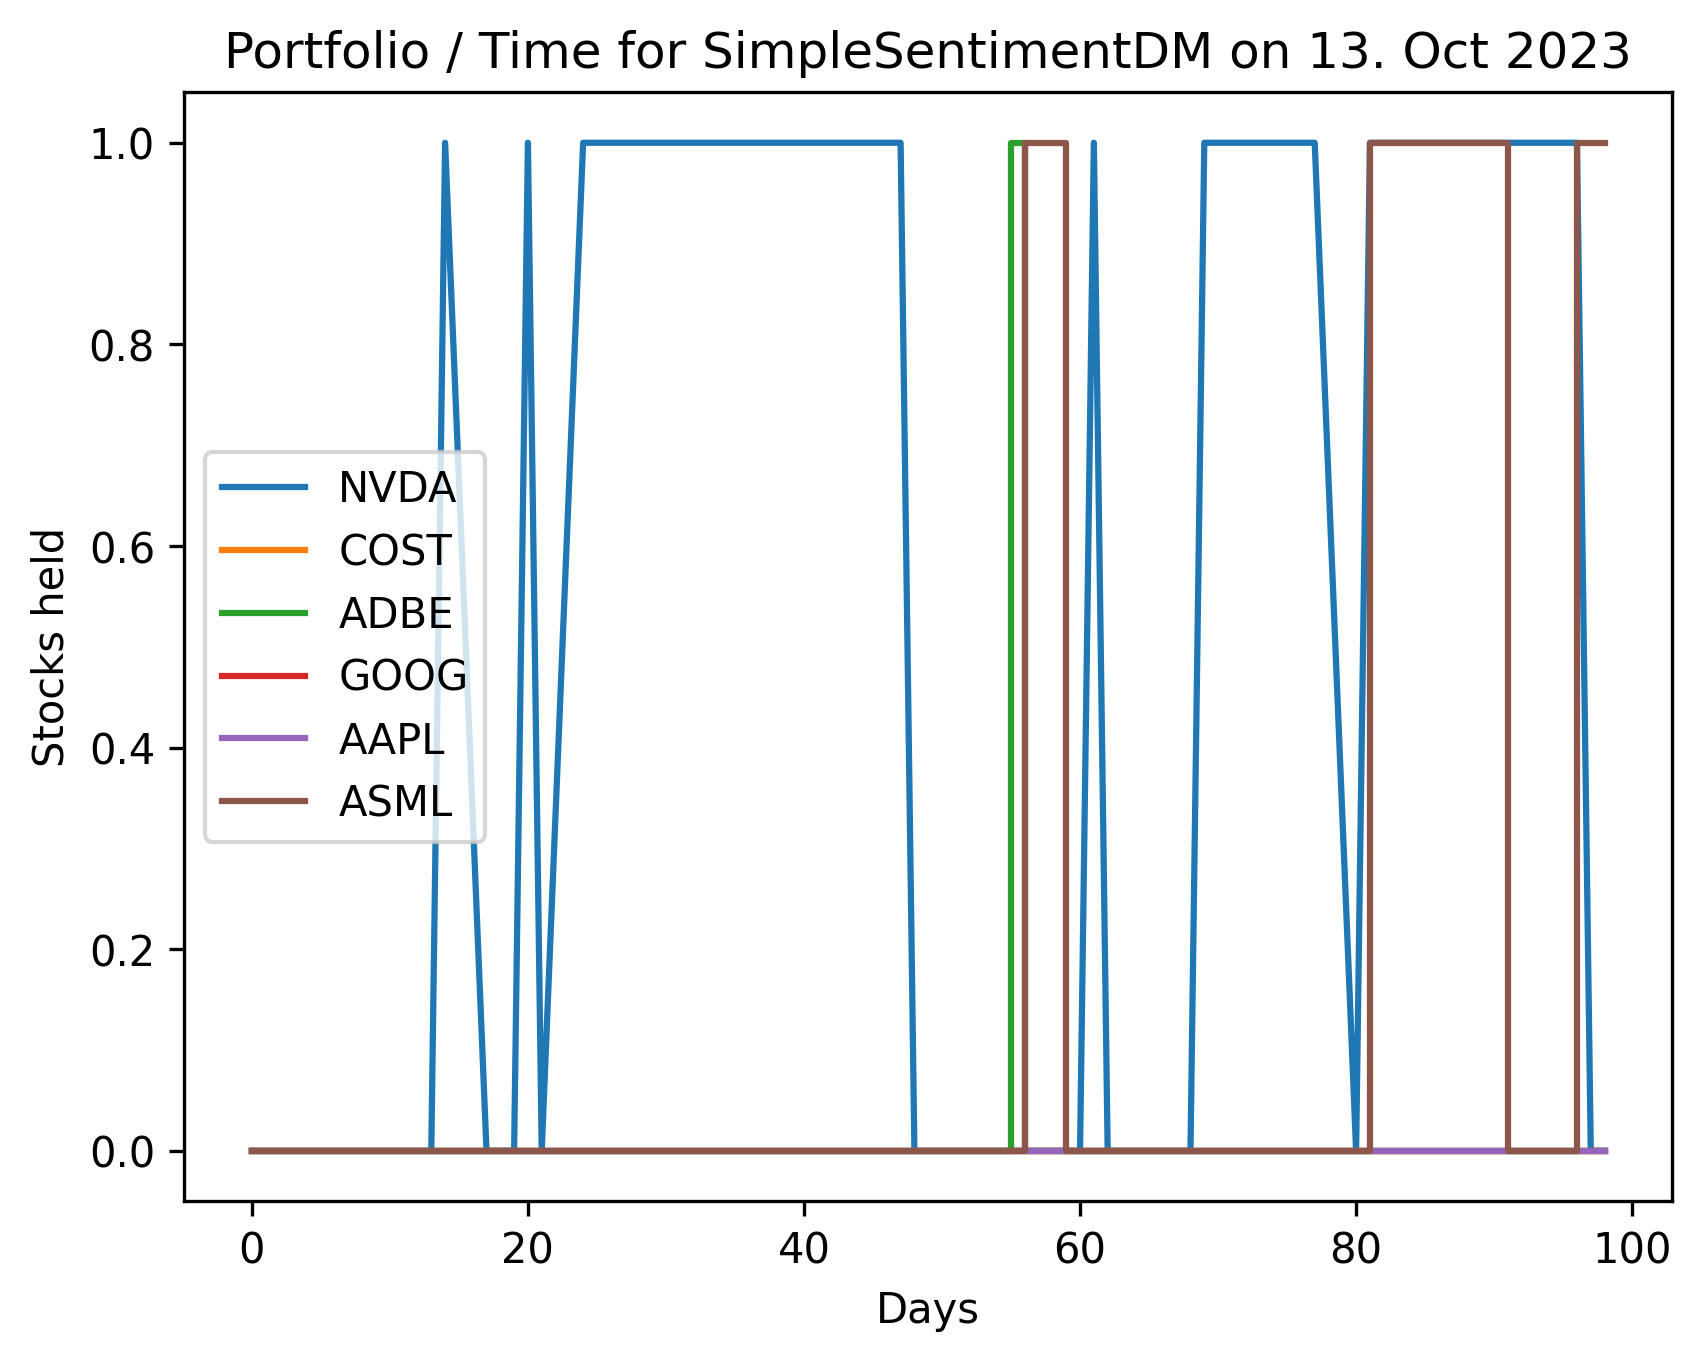 Portfolio / Time for SimpleSentimentDM on 13. Oct 2023
1.0
0.8
0.6
0.4
0.2
0.0
Stocks held
NVDA
COST
ADBE
GOOG
AAPL
ASML
0 20 40 60 80 100
Days